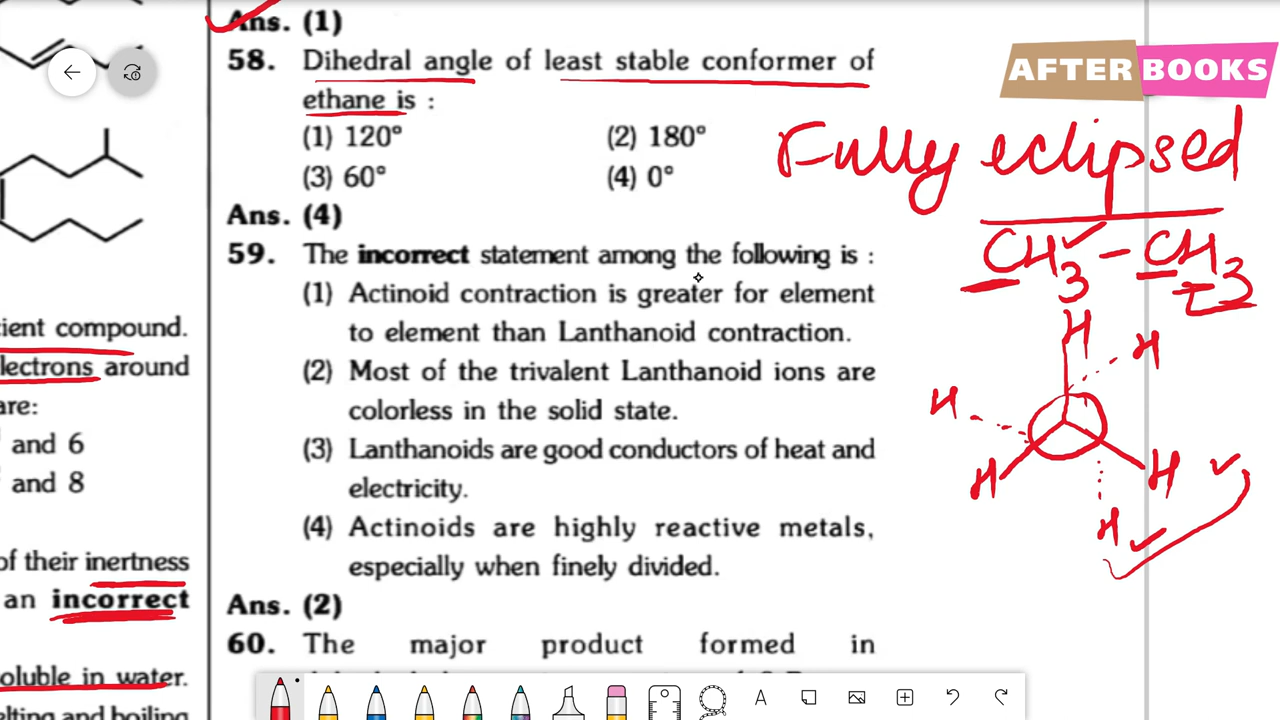 Ans. (1)
58. Dihedral angle of least stable conformer of
ethane is :
(1) 120° (2) 180°
(3) 60° (4) 0°
Ans. (4)
59. The incorrect statement among the following is :
(1) Actinoid contraction is greater for element
to element than Lanthanoid contraction.
(2) Most of the trivalent Lanthanoid ions are
colorless in the solid state.
(3) Lanthanoids are good conductors of heat and
electricity.
(4) Actinoids are highly reactive metals,
especially when finely divided.
Ans. (2)
60. The major product formed in
cient compound.
lectrons around
are:
and 6
and 8
of their inertness
an incorrect
oluble in water.
elting and boiling
AFTER BOOKS
Fully eclipsed
CH3 - CH3
H
H
H
H
H
H
A